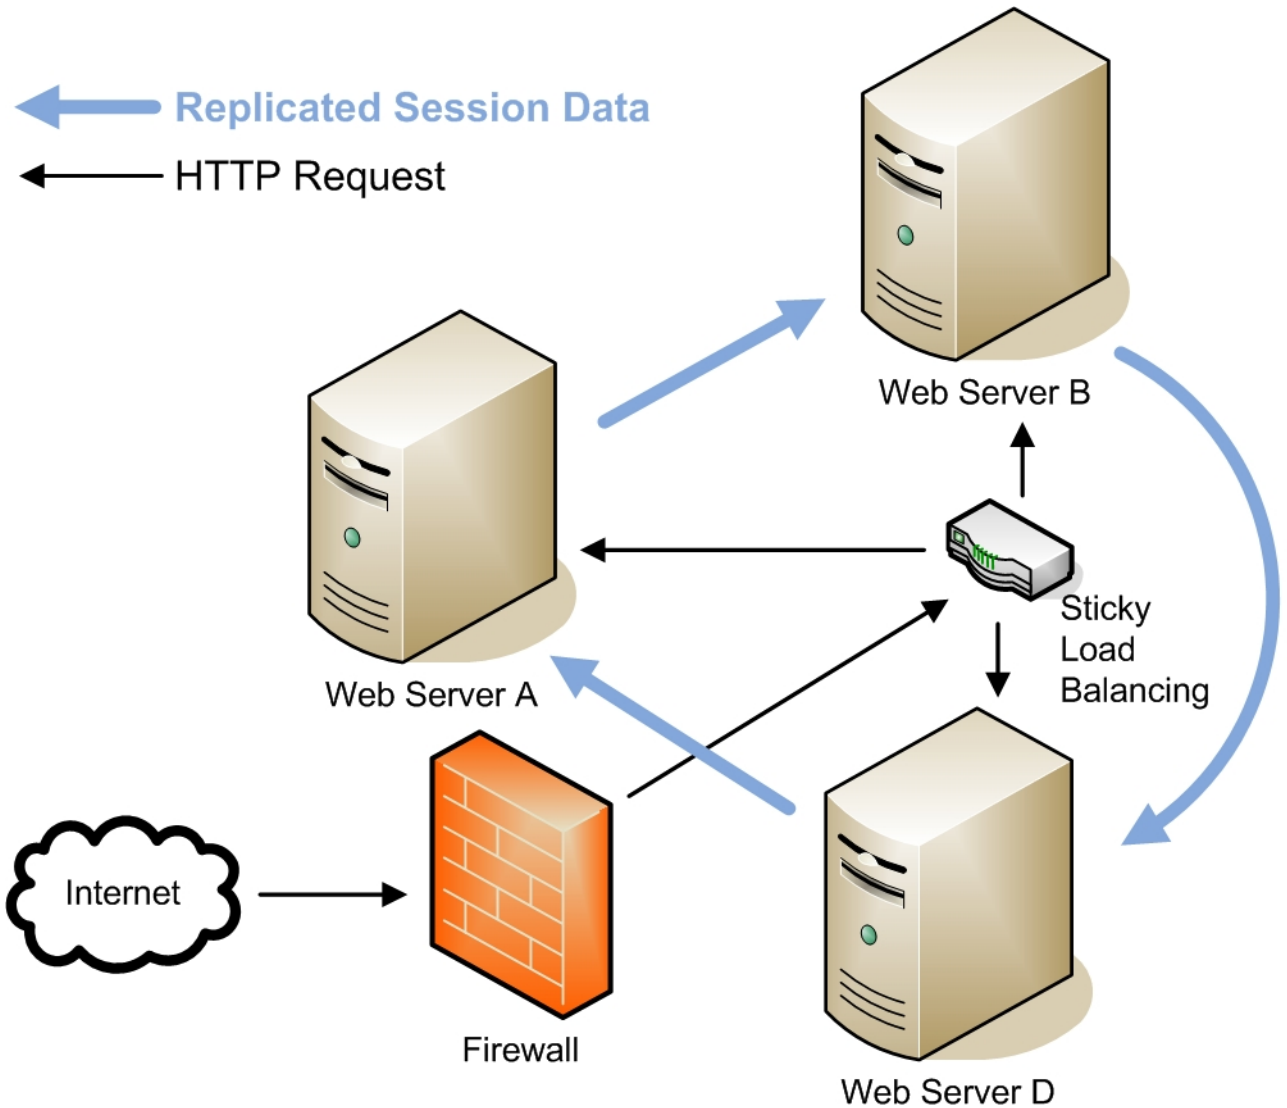 Replicated Session Data
HTTP Request
Web Server B
Sticky
Load
Balancing
Web Server A
Internet
Firewall
Web Server D